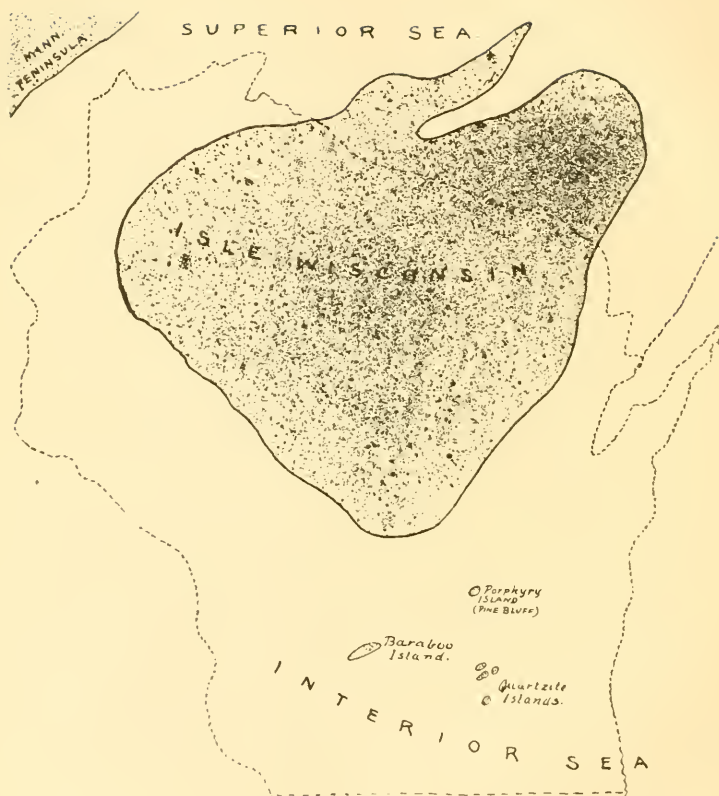 SUPERIOR SEA
MINN.
PENINSULA
ISLE WISCONSIN
Porphyry
ISLAND
(PINE BLUFF)
Baraboo
Island.
Quartzite
Islands.
INTERIOR SEA